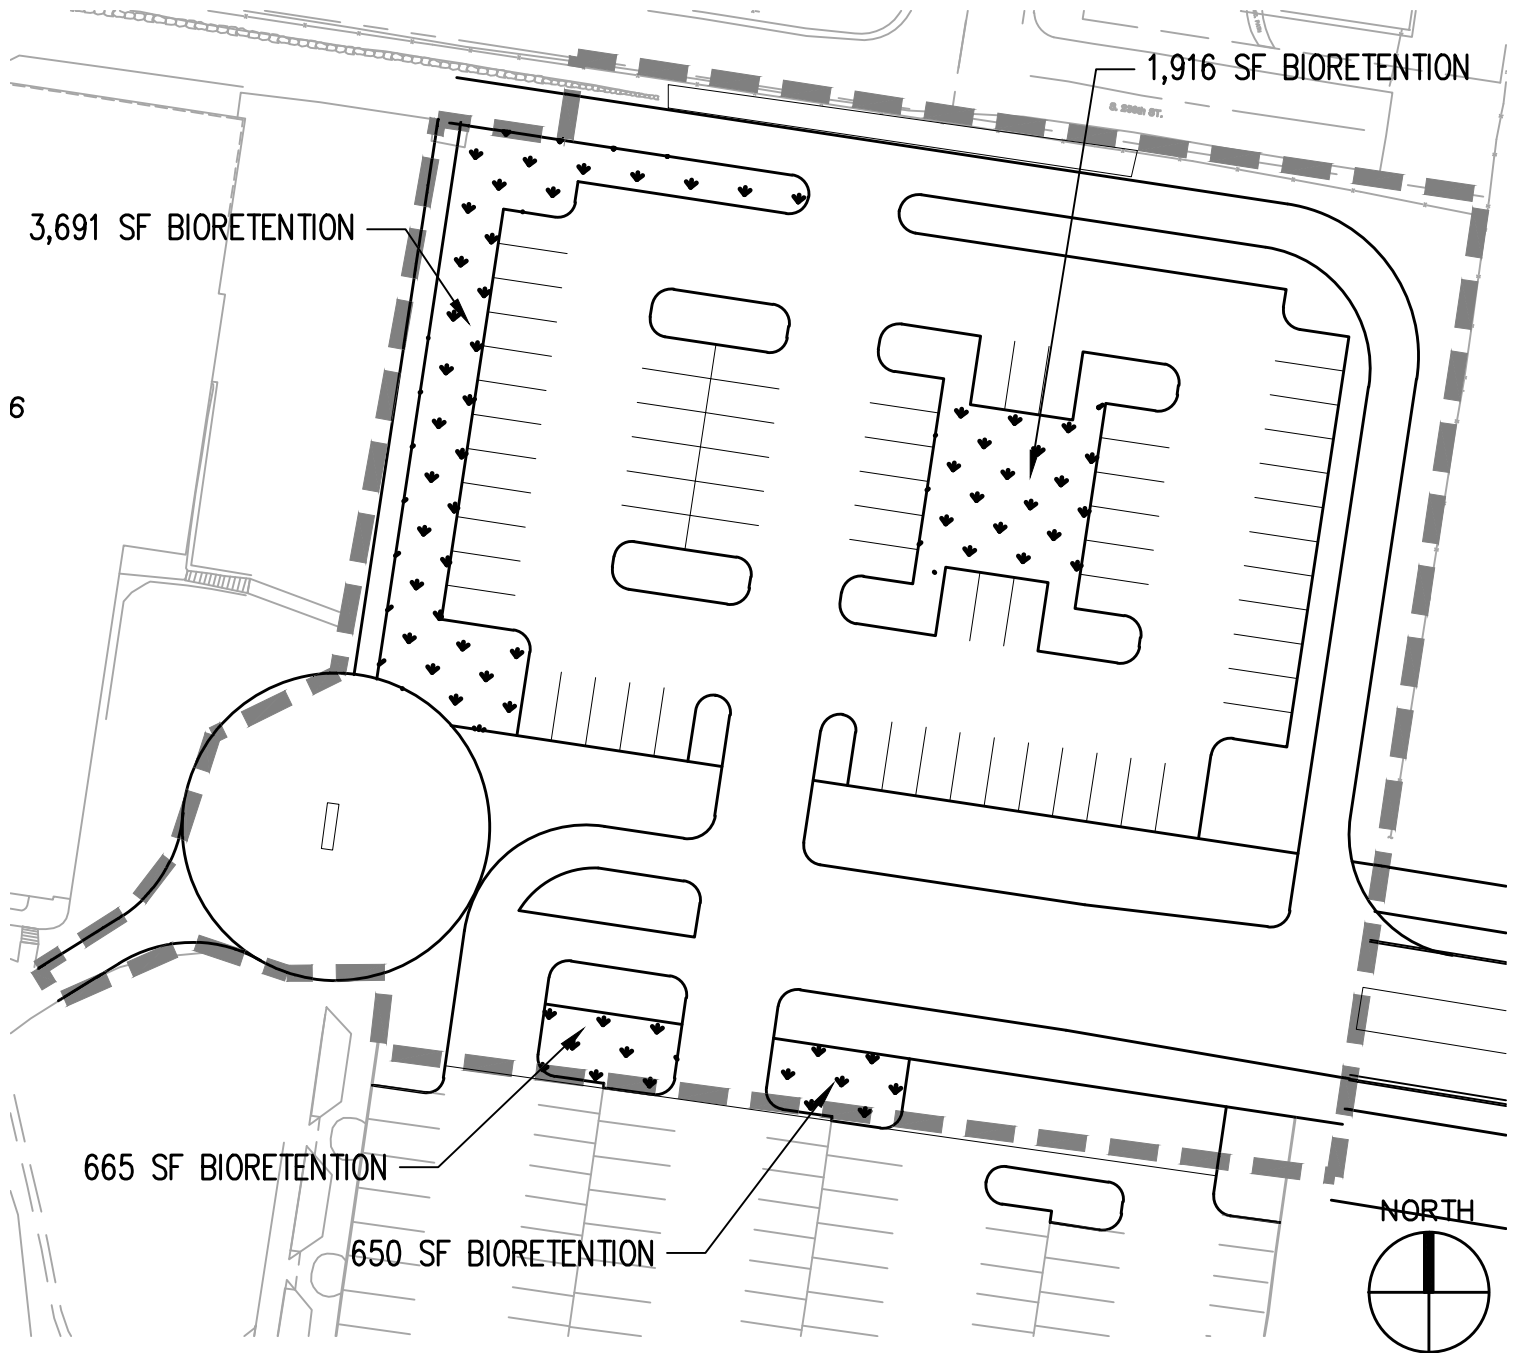 1,916 SF BIORETENTION
3,691 SF BIORETENTION
6
665 SF BIORETENTION
650 SF BIORETENTION
NORTH